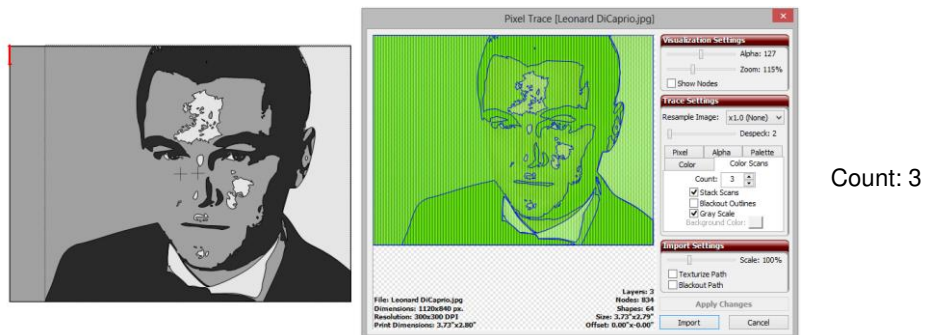 Pixel Trace [Leonard DiCaprio.jpg]
Visualization Settings
Alpha: 127
Zoom: 115%
Show Nodes
Trace Settings
Resample Image: x1.0 (None)
Despeck: 2
Pixel Alpha Palette
Color Color Scans
Count: 3
Stack Scans
Blackout Outlines
Gray Scale
Background Color:
Import Settings
Scale: 100%
Texturize Path
Blackout Path
Apply Changes
Import Cancel
File: Leonard DiCaprio.jpg
Dimensions: 1120x840 px.
Resolution: 300x300 DPI
Print Dimensions: 3.73"x2.80"
Layers: 3
Nodes: 834
Shapes: 64
Size: 3.73"x2.79"
Offset: 0.00"x-0.00"
Count: 3